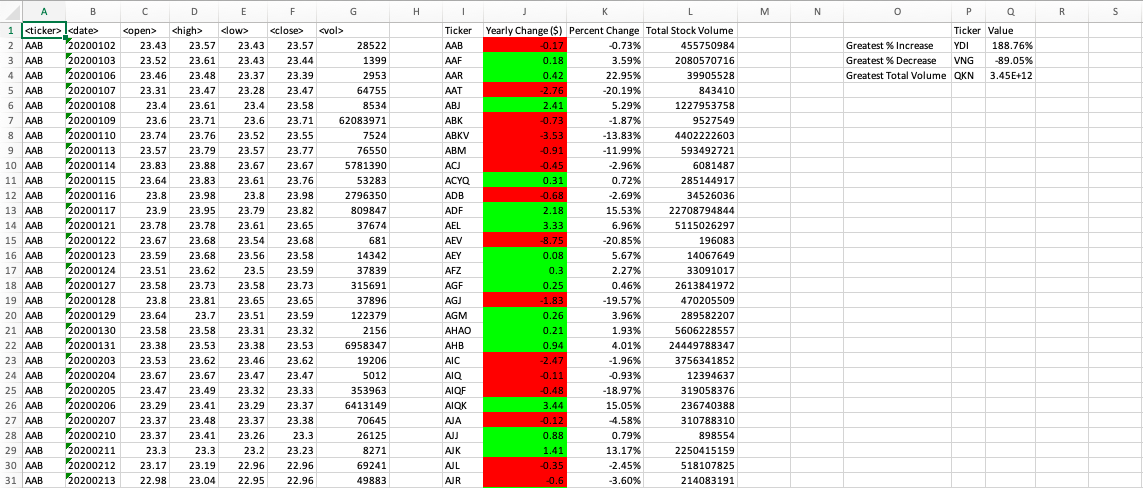 A B C D E F G H I J K L M N O P Q R S
1 <ticker> <date> <open> <high> <low> <close> <vol> Ticker Yearly Change ($) Percent Change Total Stock Volume Ticker Value
2 AAB 20200102 23.43 23.57 23.43 23.57 28522 AAB -0.17 -0.73% 455750984 Greatest % Increase YDI 188.76%
3 AAB 20200103 23.52 23.61 23.43 23.44 1399 AAF 0.18 3.59% 2080570716 Greatest % Decrease VNG -89.05%
4 AAB 20200106 23.46 23.48 23.37 23.39 2953 AAR 0.42 22.95% 39905528 Greatest Total Volume QKN 3.45E+12
5 AAB 20200107 23.31 23.47 23.28 23.47 64755 AAT -2.76 -20.19% 843410
6 AAB 20200108 23.4 23.61 23.4 23.58 8534 ABJ 2.41 5.29% 1227953758
7 AAB 20200109 23.6 23.71 23.6 23.71 62083971 ABK -0.73 -1.87% 9527549
8 AAB 20200110 23.74 23.76 23.52 23.55 7524 ABKV -3.53 -13.83% 4402222603
9 AAB 20200113 23.57 23.79 23.57 23.77 76550 ABM -0.91 -11.99% 593492721
10 AAB 20200114 23.83 23.88 23.67 23.67 5781390 ACJ -0.45 -2.96% 6081487
11 AAB 20200115 23.64 23.83 23.61 23.76 53283 ACYQ 0.31 0.72% 285144917
12 AAB 20200116 23.8 23.98 23.8 23.98 2796350 ADB -0.68 -2.69% 34526036
13 AAB 20200117 23.9 23.95 23.79 23.82 809847 ADF 2.18 15.53% 22708794844
14 AAB 20200121 23.78 23.78 23.61 23.65 37674 AEL 3.33 6.96% 5115026297
15 AAB 20200122 23.67 23.68 23.54 23.68 681 AEV -8.75 -20.85% 196083
16 AAB 20200123 23.59 23.68 23.56 23.58 14342 AEY 0.08 5.67% 14067649
17 AAB 20200124 23.51 23.62 23.5 23.59 37839 AFZ 0.3 2.27% 33091017
18 AAB 20200127 23.58 23.73 23.58 23.73 315691 AGF 0.25 0.46% 2613841972
19 AAB 20200128 23.8 23.81 23.65 23.65 37896 AGJ -1.83 -19.57% 470205509
20 AAB 20200129 23.64 23.7 23.51 23.59 122379 AGM 0.26 3.96% 289582207
21 AAB 20200130 23.58 23.58 23.31 23.32 2156 AHAO 0.21 1.93% 5606228557
22 AAB 20200131 23.38 23.53 23.38 23.53 6958347 AHB 0.94 4.01% 24449788347
23 AAB 20200203 23.53 23.62 23.46 23.62 19206 AIC -2.47 -1.96% 3756341852
24 AAB 20200204 23.67 23.67 23.47 23.47 5012 AIQ -0.11 -0.93% 12394637
25 AAB 20200205 23.47 23.49 23.32 23.33 353963 AIQF -0.48 -18.97% 319058376
26 AAB 20200206 23.29 23.41 23.29 23.37 6413149 AIQK 3.44 15.05% 236740388
27 AAB 20200207 23.37 23.48 23.37 23.38 70645 AJA -0.12 -4.58% 310788310
28 AAB 20200210 23.37 23.41 23.26 23.3 26125 AJJ 0.88 0.79% 898554
29 AAB 20200211 23.3 23.3 23.2 23.23 8271 AJK 1.41 13.17% 2250415159
30 AAB 20200212 23.17 23.19 22.96 22.96 69241 AJL -0.35 -2.45% 518107825
31 AAB 20200213 22.98 23.04 22.95 22.96 49883 AJR -0.6 -3.60% 214083191